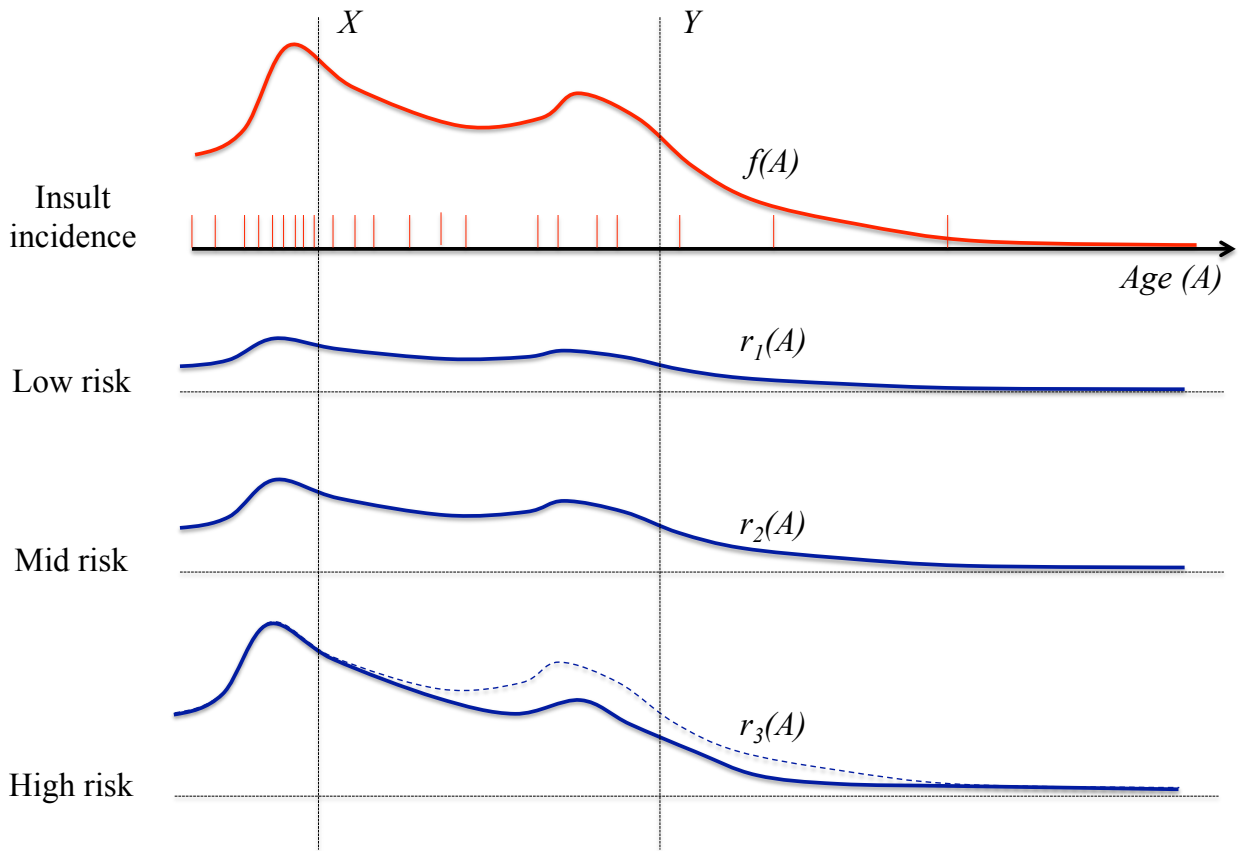 X
Y
f(A)
Insult
incidence
Age (A)
r₁(A)
Low risk
r₂(A)
Mid risk
r₃(A)
High risk